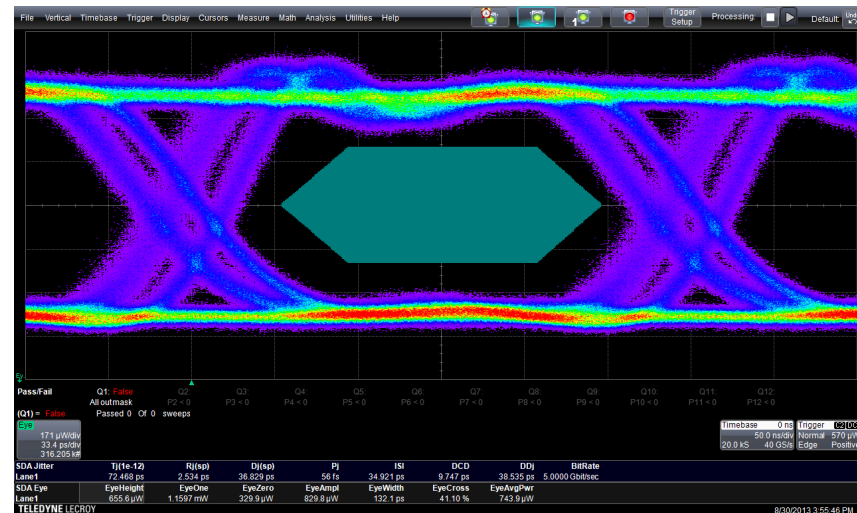 File Vertical Timebase Trigger Display Cursors Measure Math Analysis Utilities Help 1 Trigger Setup Processing: Default: Undo
Ey
Pass/Fail Q1: False Q2: Q3: Q4: Q5: Q6: Q7: Q8: Q9: Q10: Q11: Q12:
All out mask P2 < 0 P3 < 0 P4 < 0 P5 < 0 P6 < 0 P7 < 0 P8 < 0 P9 < 0 P10 < 0 P11 < 0 P12 < 0
(Q1) = False Passed 0 Of 0 sweeps
Eye Timebase 0 ns Trigger C2 DC
171 µW/div 50.0 ns/div Normal 570 µW
33.4 ps/div 20.0 kS 40 GS/s Edge Positive
316.205 k#
SDA Jitter Tj(1e-12) Rj(sp) Dj(sp) Pj ISI DCD DDj BitRate
Lane1 72.468 ps 2.534 ps 36.829 ps 56 fs 34.921 ps 9.747 ps 38.535 ps 5.0000 Gbit/sec
SDA Eye EyeHeight EyeOne EyeZero EyeAmpl EyeWidth EyeCross EyeAvgPwr
Lane1 655.6 µW 1.1597 mW 329.9 µW 829.8 µW 132.1 ps 41.10 % 743.9 µW
TELEDYNE LECROY 8/30/2013 3:55:46 PM